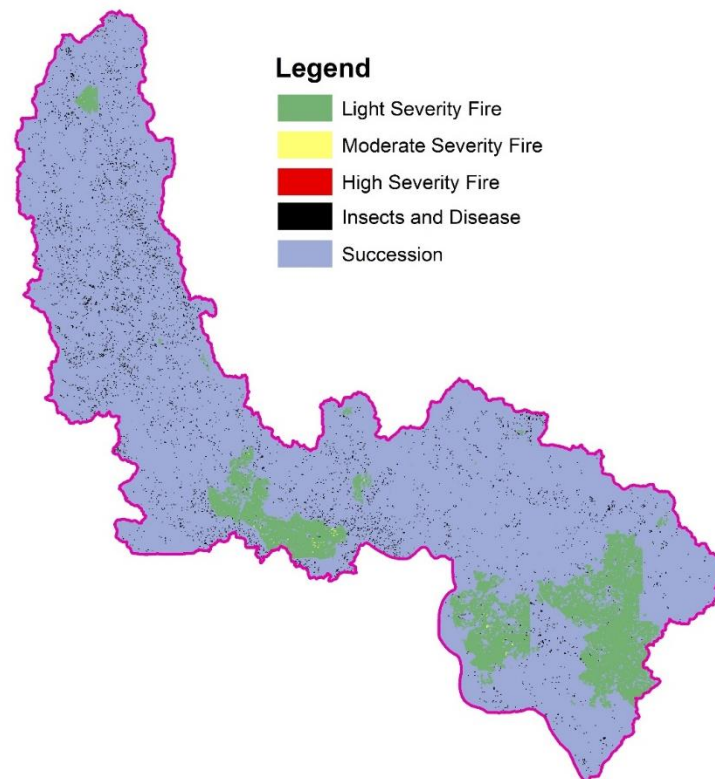 Legend
Light Severity Fire
Moderate Severity Fire
High Severity Fire
Insects and Disease
Succession